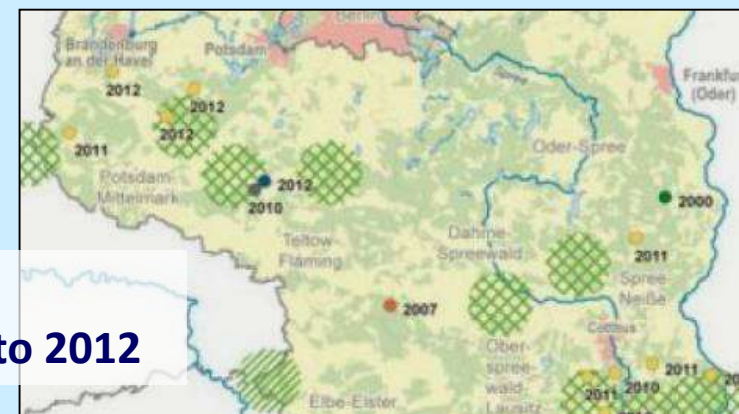 Berlin
Brandenburg
an der Havel
Potsdam
Frankfu
(Oder)
2012
2012
2012
2011
Oder-Spree
Potsdam-
Mittelmark
2012
2010
2000
Teltow-
Fläming
Dahme-
Spreewald
2011
Spree
Neiße
2007
to 2012
Cottbus
Ober-
spree-
wald-
Lausitz
2011
2010
2011
20
Elbe-Elster